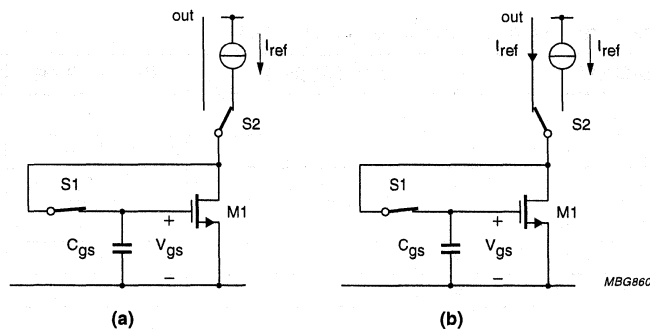 out
Iref
S2
S1
M1
+
Cgs
Vgs
–
(a)
out
Iref
Iref
S2
S1
M1
+
Cgs
Vgs
–
MBG860
(b)